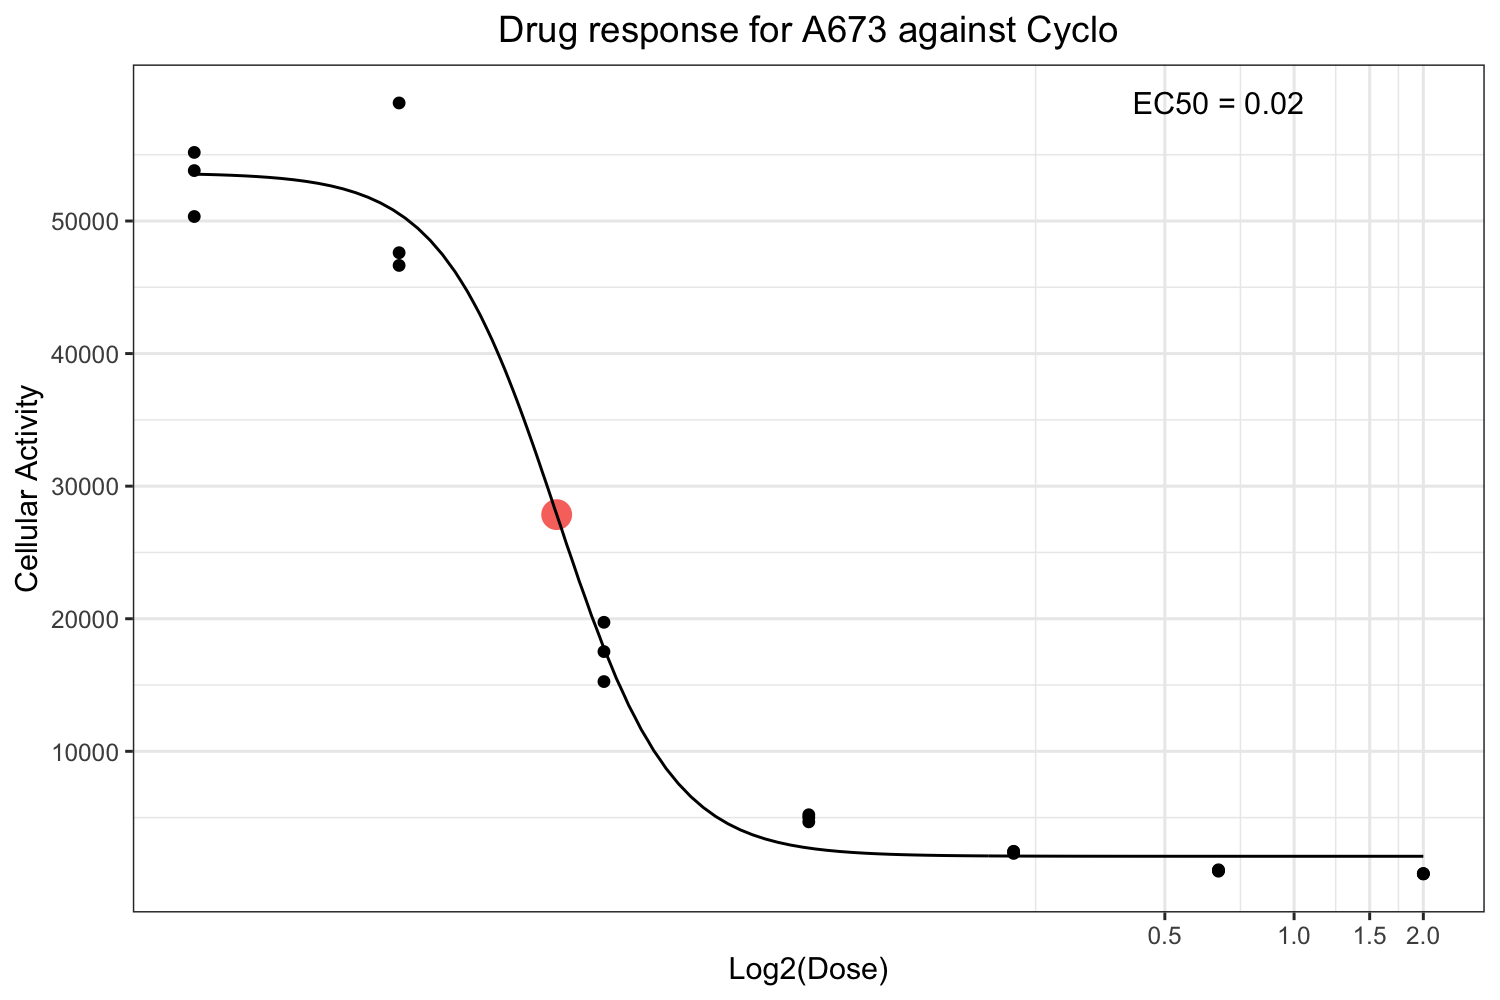 Drug response for A673 against Cyclo
EC50 = 0.02
Cellular Activity
50000
40000
30000
20000
10000
0.5 1.0 1.5 2.0
Log2(Dose)